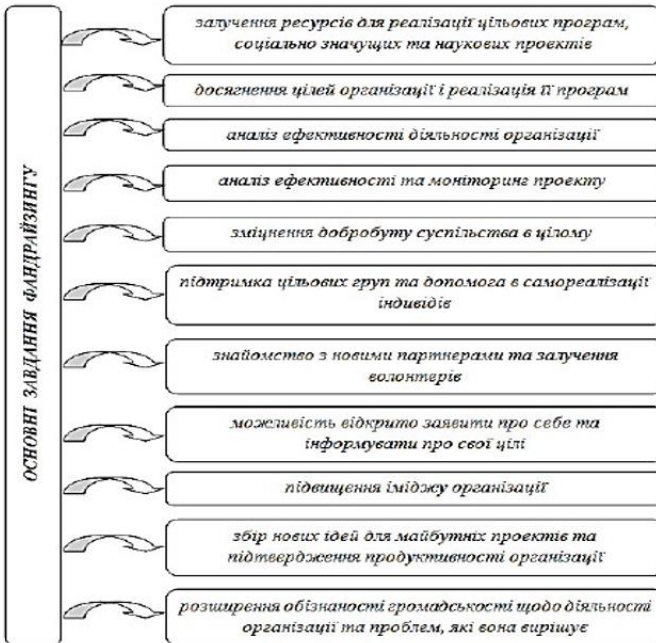 ОСНОВНІ ЗАВДАННЯ ФАНДРАЙЗИНГУ
залучення ресурсів для реалізації цільових програм,
соціально значущих та наукових проектів
досягнення цілей організації і реалізація її програм
аналіз ефективності діяльності організації
аналіз ефективності та моніторинг проекту
зміцнення добробуту суспільства в цілому
підтримка цільових груп та допомога в самореалізації
індивідів
знайомство з новими партнерами та залучення
волонтерів
можливість відкрито заявити про себе та
інформувати про свої цілі
підвищення іміджу організації
збір нових ідей для майбутніх проектів та
підтвердження продуктивності організації
розширення обізнаності громадськості щодо діяльності
організації та проблем, які вона вирішує